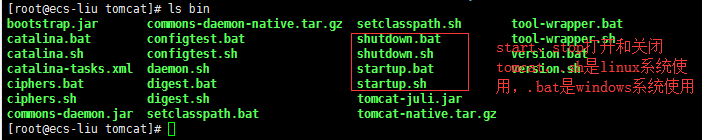 [root@ecs-liu tomcat]# ls bin
bootstrap.jar commons-daemon-native.tar.gz setclasspath.sh tool-wrapper.bat
catalina.bat configtest.bat shutdown.bat tool-wrapper.sh
catalina.sh configtest.sh shutdown.sh version.bat
catalina-tasks.xml daemon.sh startup.bat version.sh
ciphers.bat digest.bat startup.sh
ciphers.sh digest.sh tomcat-juli.jar
commons-daemon.jar setclasspath.bat tomcat-native.tar.gz
[root@ecs-liu tomcat]#
start、stop打开和关闭
tomcat，.sh是linux系统使
用，.bat是windows系统使用